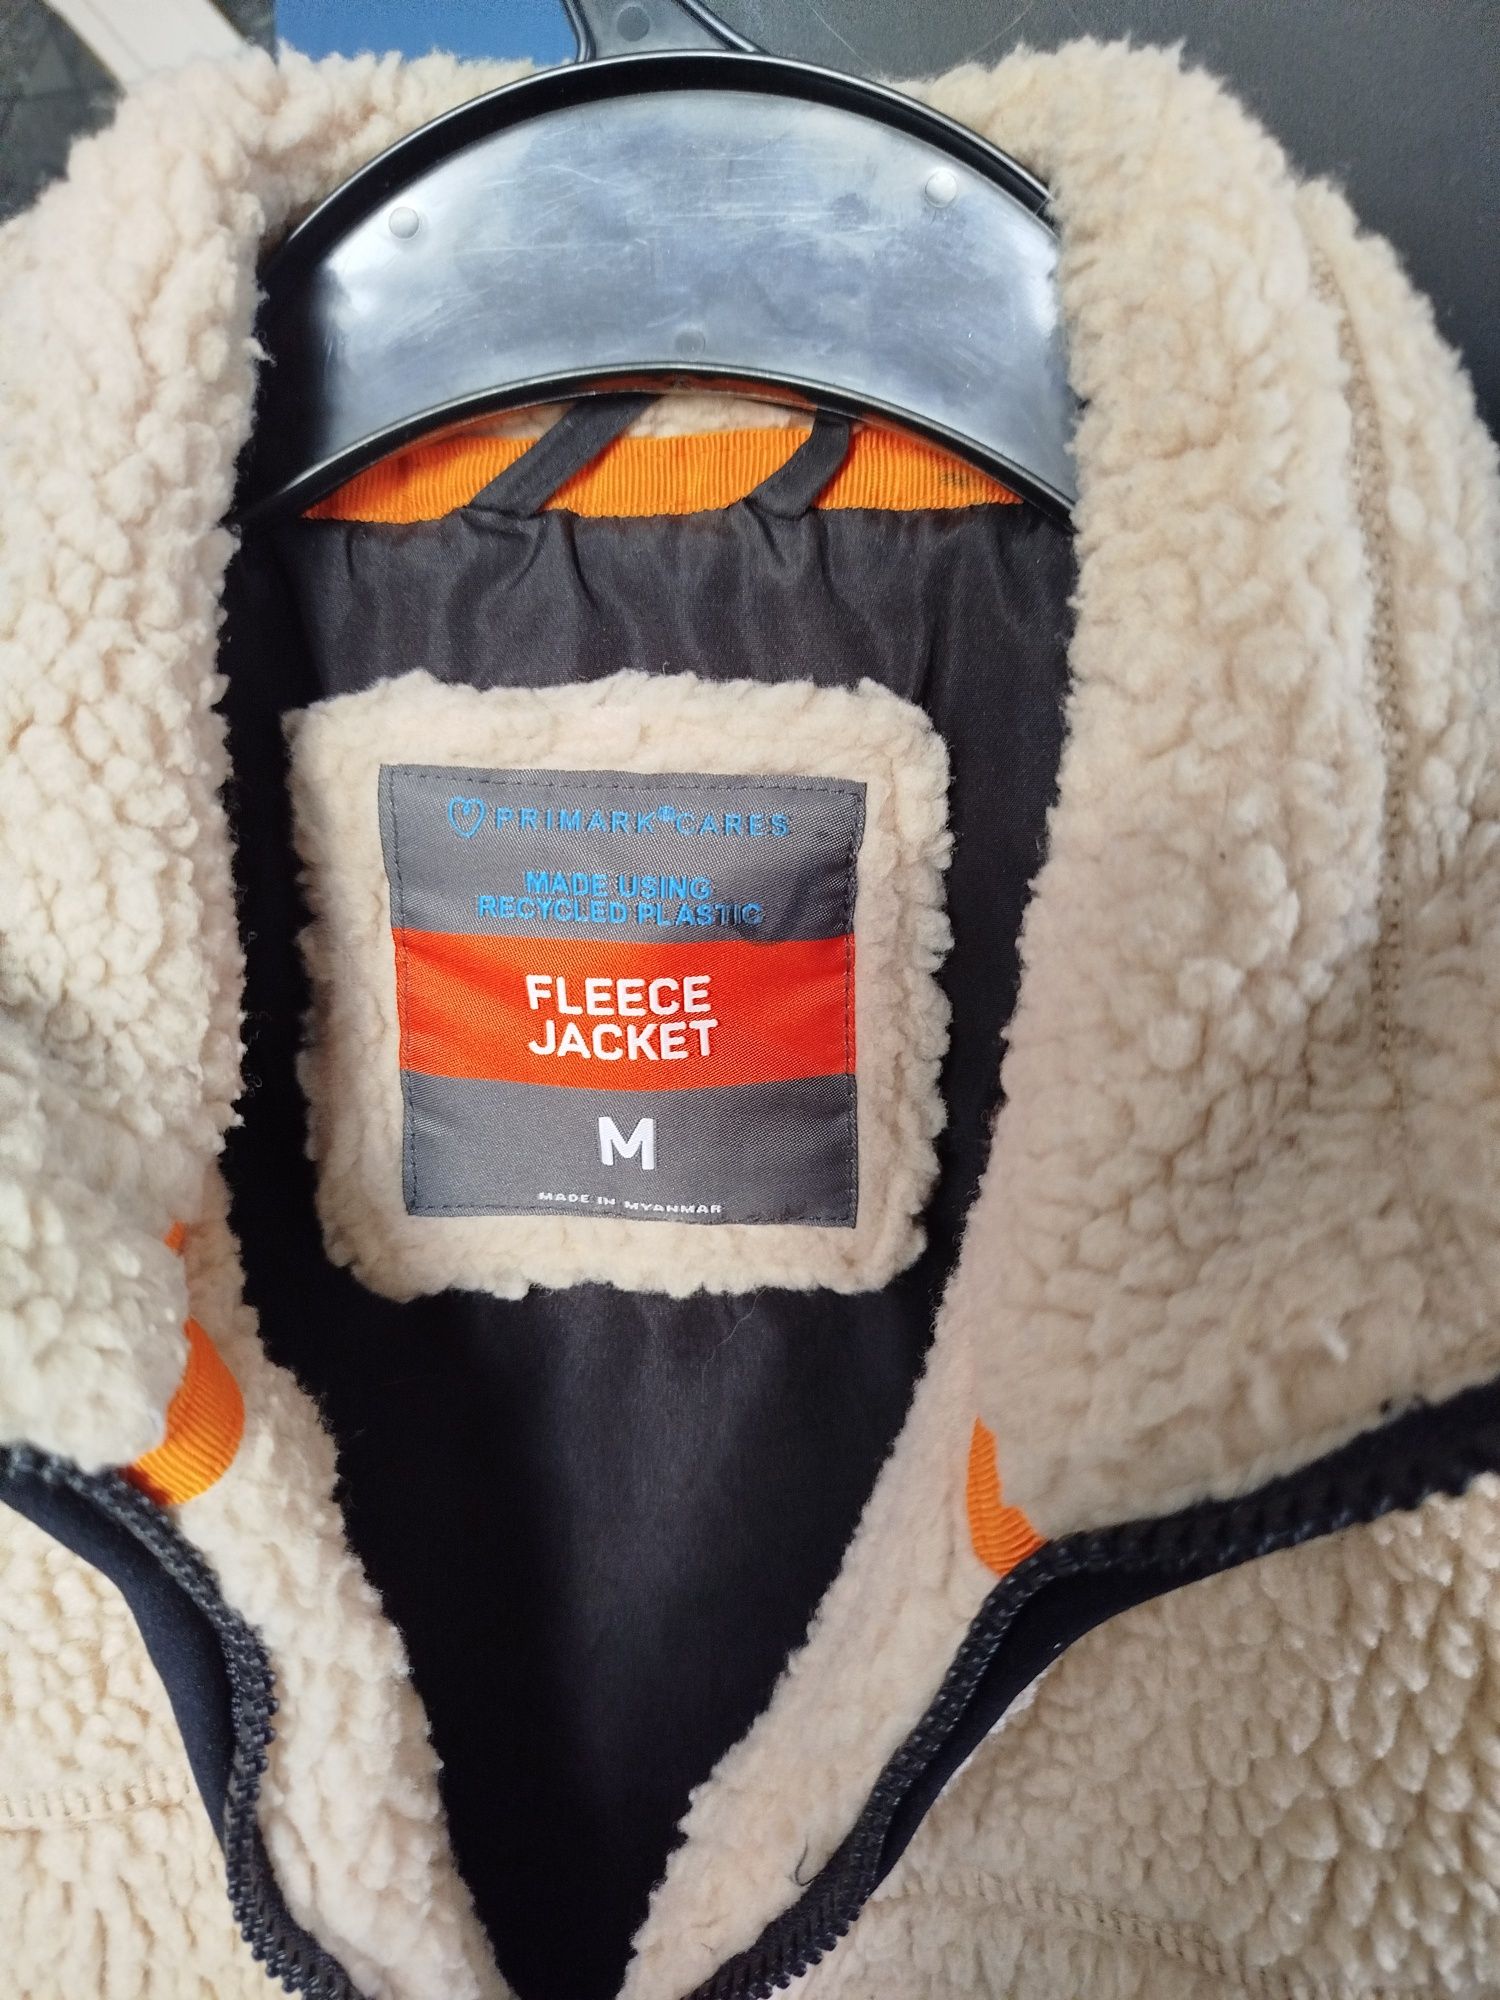 PRIMARK® CARES
MADE USING
RECYCLED PLASTIC
FLEECE
JACKET
M
MADE IN MYANMAR